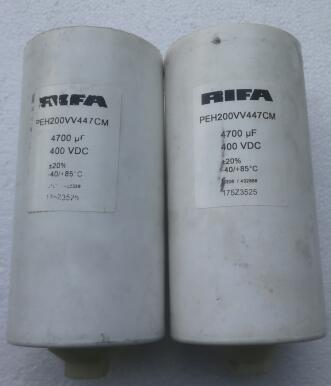 RIFA
PEH200VV447CM
4700 µF
400 VDC
±20%
-40/+85°C
175Z3525
RIFA
PEH200VV447CM
4700 µF
400 VDC
±20%
-40/+85°C
175Z3525